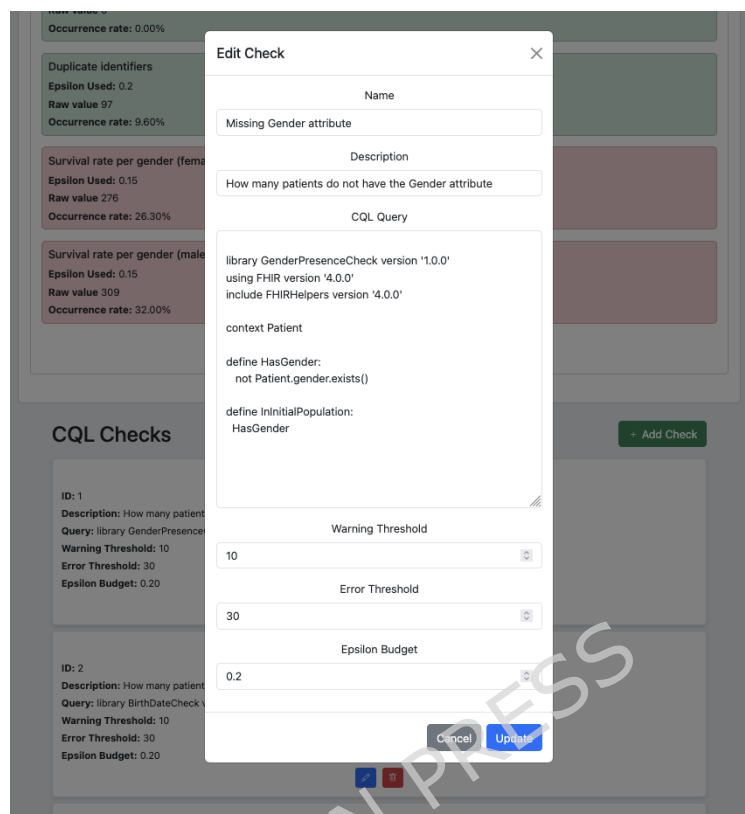 Raw value 0
Occurrence rate: 0.00%
Duplicate identifiers
Epsilon Used: 0.2
Raw value 97
Occurrence rate: 9.60%
Survival rate per gender (fema
Epsilon Used: 0.15
Raw value 276
Occurrence rate: 26.30%
Survival rate per gender (male
Epsilon Used: 0.15
Raw value 309
Occurrence rate: 32.00%
CQL Checks
+ Add Check
ID: 1
Description: How many patient
Query: library GenderPresence
Warning Threshold: 10
Error Threshold: 30
Epsilon Budget: 0.20
ID: 2
Description: How many patient
Query: library BirthDateCheck v
Warning Threshold: 10
Error Threshold: 30
Epsilon Budget: 0.20
Edit Check
Name
Missing Gender attribute
Description
How many patients do not have the Gender attribute
CQL Query
library GenderPresenceCheck version '1.0.0'
using FHIR version '4.0.0'
include FHIRHelpers version '4.0.0'
context Patient
define HasGender:
not Patient.gender.exists()
define InInitialPopulation:
HasGender
Warning Threshold
10
Error Threshold
30
Epsilon Budget
0.2
Cancel
Update
PRESS